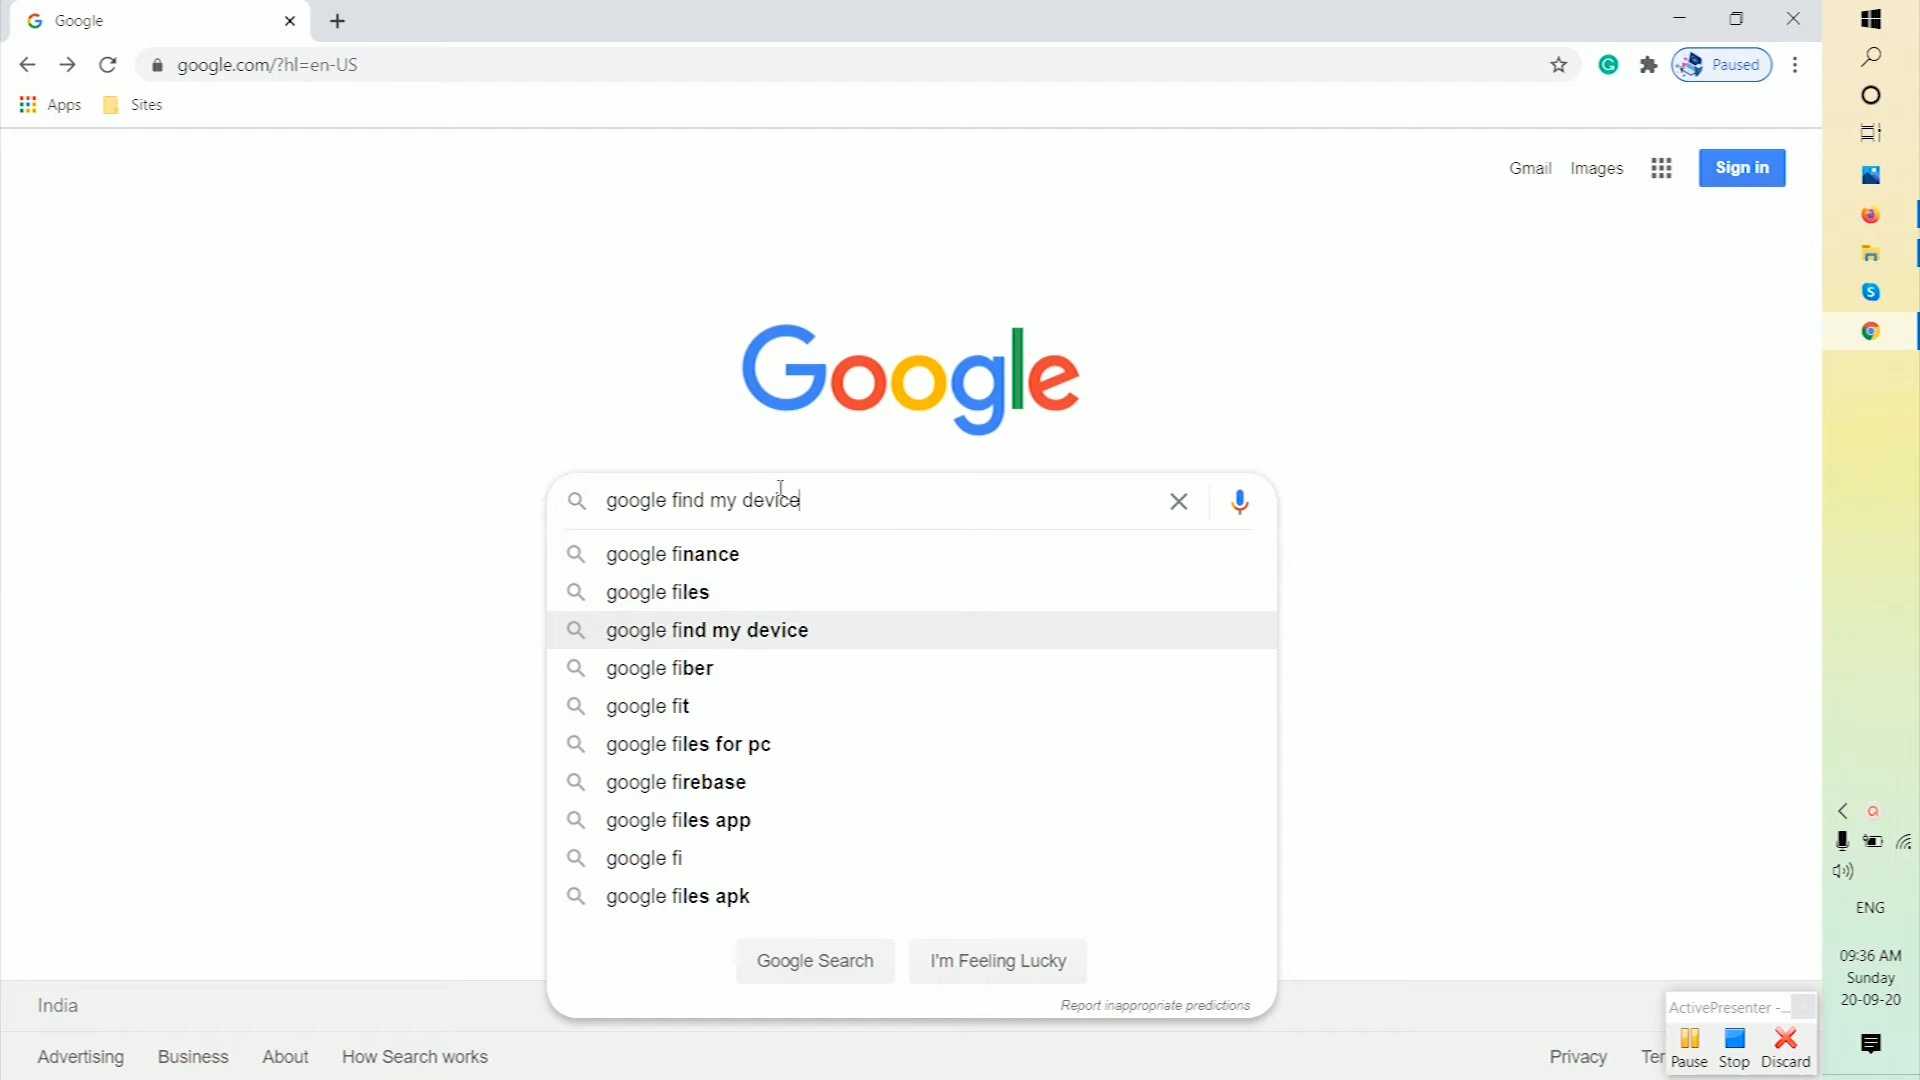 Google
google.com/?hl=en-US
Paused
Apps
Sites
Gmail
Images
Sign in
Google
google find my device
google finance
google files
google find my device
google fiber
google fit
google files for pc
google firebase
google files app
google fi
google files apk
Google Search
I'm Feeling Lucky
Report inappropriate predictions
India
Advertising
Business
About
How Search works
Privacy
ENG
09:36 AM
Sunday
20-09-20
ActivePresenter -...
Pause
Stop
Discard